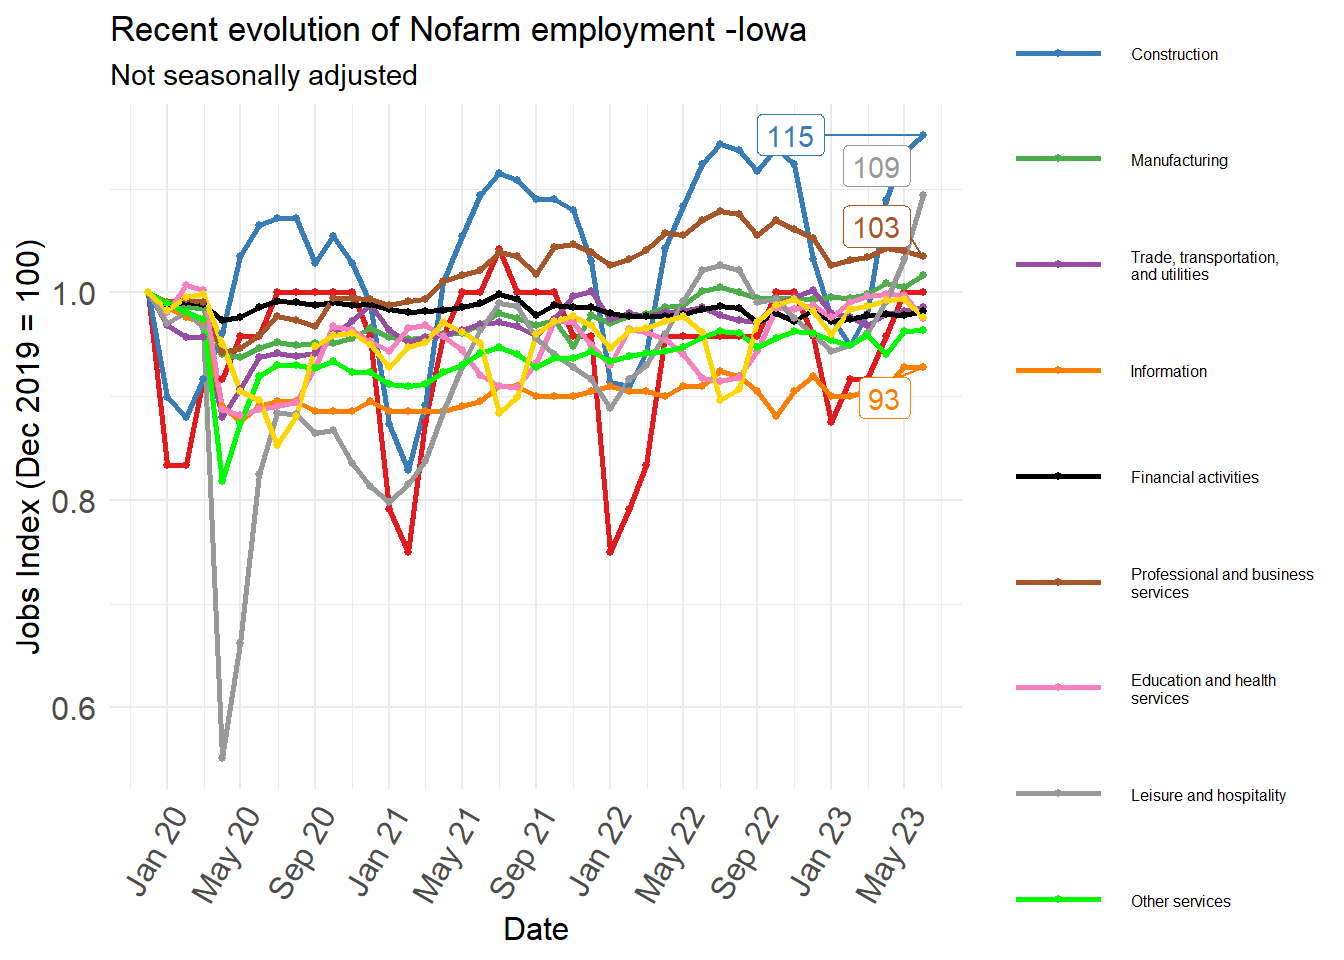 Recent evolution of Nofarm employment -Iowa
Not seasonally adjusted
Jobs Index (Dec 2019 = 100)
1.0
0.8
0.6
115
109
103
93
Jan 20
May 20
Sep 20
Jan 21
May 21
Sep 21
Jan 22
May 22
Sep 22
Jan 23
May 23
Date
Construction
Manufacturing
Trade, transportation,
and utilities
Information
Financial activities
Professional and business
services
Education and health
services
Leisure and hospitality
Other services